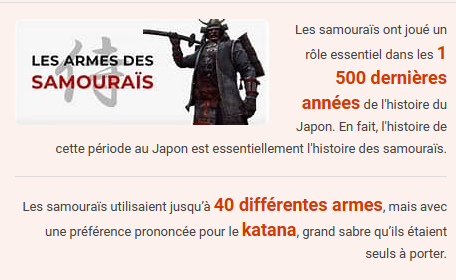 LES ARMES DES
SAMOURAÏS
侍
Les samouraïs ont joué un
rôle essentiel dans les 1
500 dernières
années de l'histoire du
Japon. En fait, l'histoire de
cette période au Japon est essentiellement l'histoire des samouraïs.
Les samouraïs utilisaient jusqu'à 40 différentes armes, mais avec
une préférence prononcée pour le katana, grand sabre qu'ils étaient
seuls à porter.